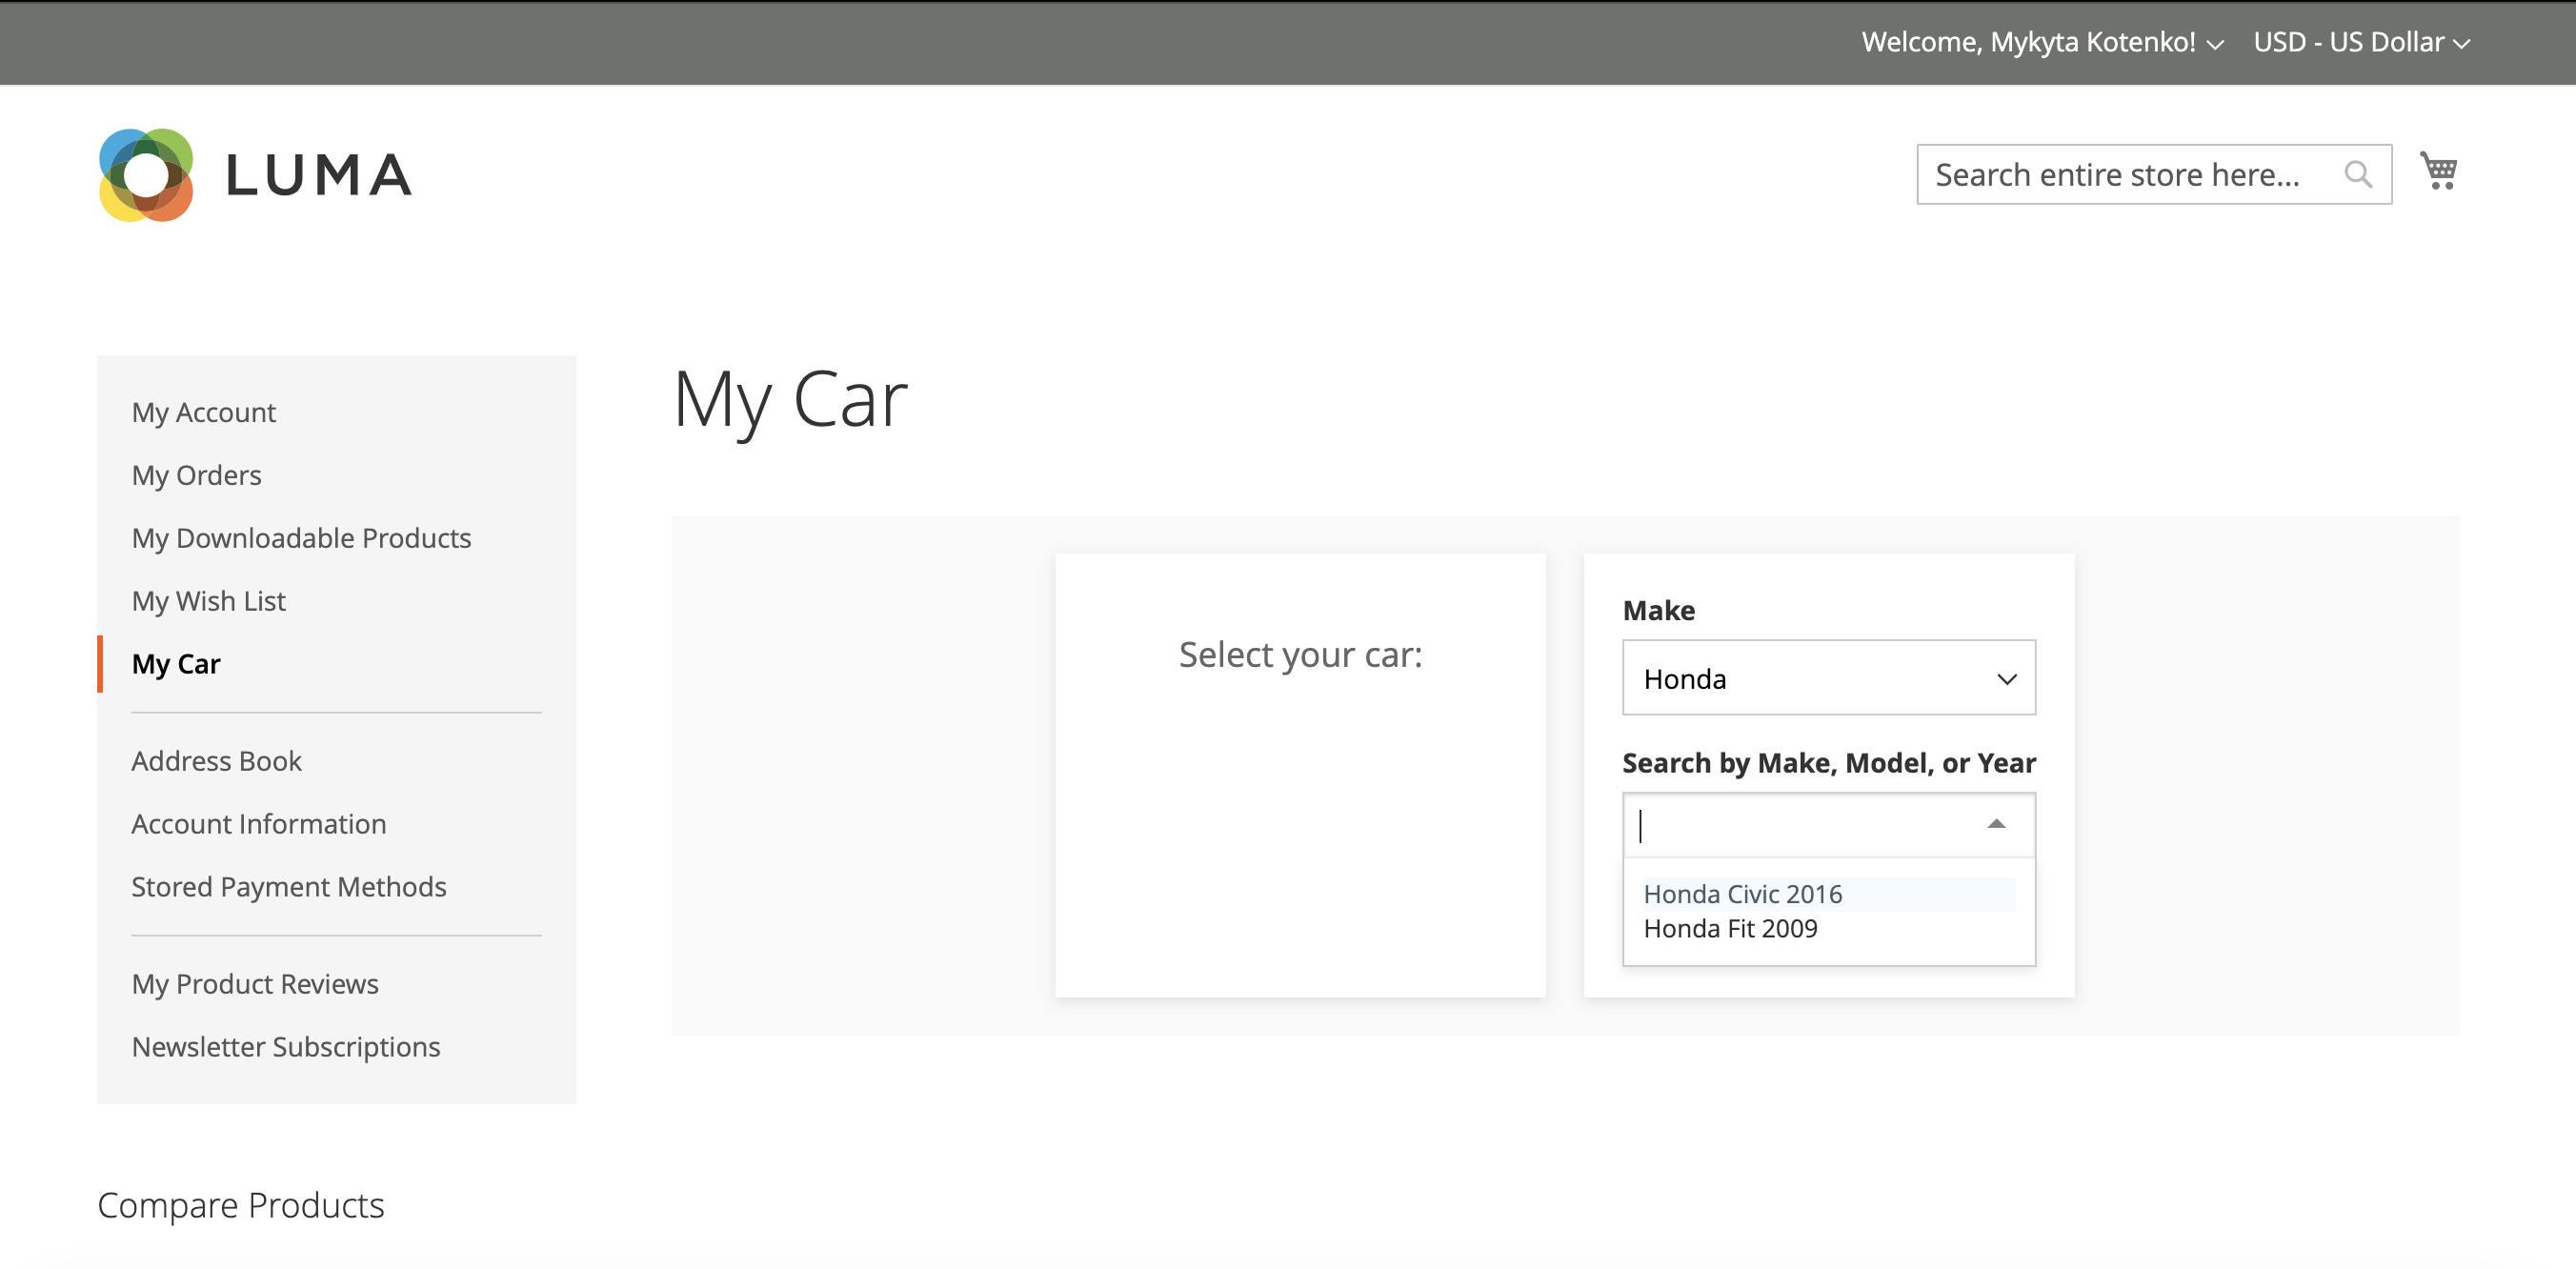 Welcome, Mykyta Kotenko! USD - US Dollar
LUMA
Search entire store here...
My Account
My Orders
My Downloadable Products
My Wish List
My Car
Address Book
Account Information
Stored Payment Methods
My Product Reviews
Newsletter Subscriptions
Compare Products
My Car
Select your car:
Make
Honda
Search by Make, Model, or Year
Honda Civic 2016
Honda Fit 2009